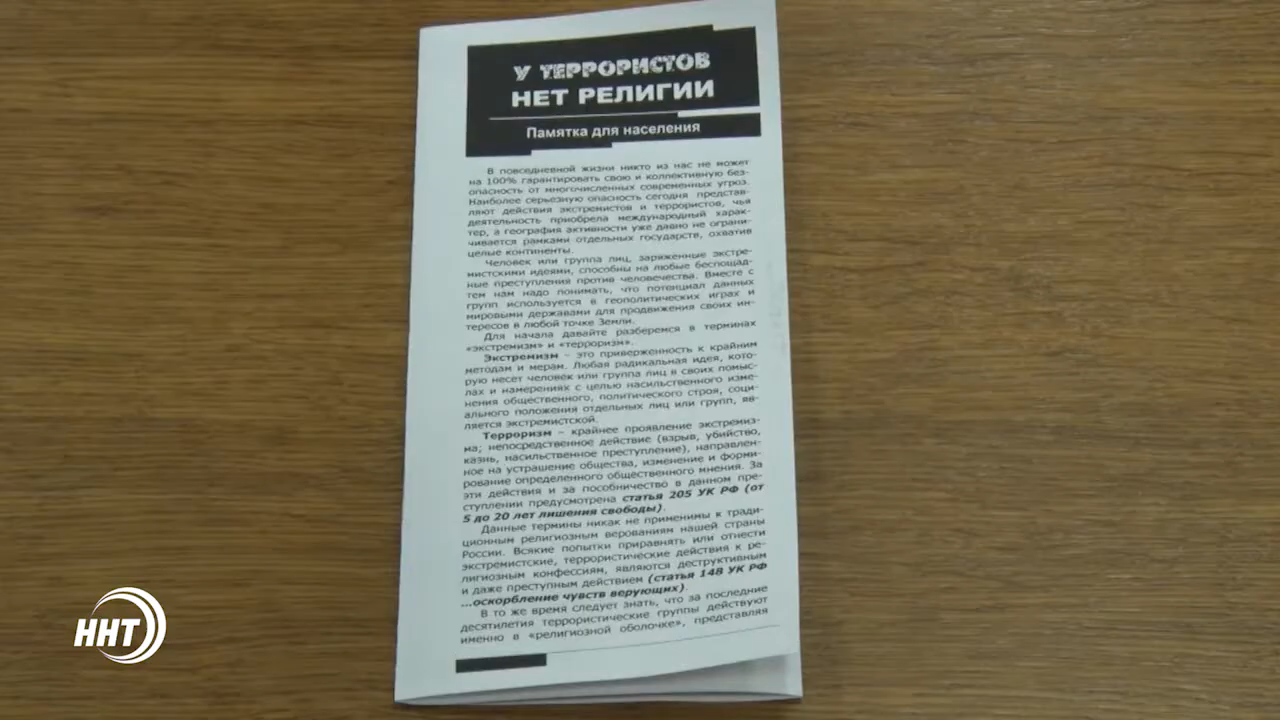 У ТЕРРОРИСТОВ
НЕТ РЕЛИГИИ
Памятка для населения
В повседневной жизни никто из нас не может
на 100% гарантировать свою и коллективную без-
опасность от многочисленных современных угроз.
Наиболее серьезную опасность сегодня представ-
ляют действия экстремистов и террористов, чья
деятельность приобрела международный харак-
тер, а география активности уже давно не ограни-
чивается рамками отдельных государств, охватив
целые континенты.
Человек или группа лиц, заряженные экстре-
мистскими идеями, способны на любые беспощад-
ные преступления против человечества. Вместе с
тем нам надо понимать, что потенциал данных
групп используется в геополитических играх и
мировыми державами для продвижения своих ин-
тересов в любой точке Земли.
Для начала давайте разберемся в терминах
«экстремизм» и «терроризм».
Экстремизм – это приверженность к крайним
методам и мерам. Любая радикальная идея, кото-
рую несет человек или группа лиц в своих помыс-
лах и намерениях с целью насильственного изме-
нения общественного, политического строя, соци-
ального положения отдельных лиц или групп, яв-
ляется экстремистской.
Терроризм – крайнее проявление экстремиз-
ма; непосредственное действие (взрыв, убийство,
казнь, насильственное преступление), направлен-
ное на устрашение общества, изменение и форми-
рование определенного общественного мнения. За
эти действия и за пособничество в данном пре-
ступлении предусмотрена статья 205 УК РФ (от
5 до 20 лет лишения свободы).
Данные термины никак не применимы к тради-
ционным религиозным верованиям нашей страны
России. Всякие попытки приравнять или отнести
экстремистские, террористические действия к ре-
лигиозным конфессиям, являются деструктивным
и даже преступным действием (статья 148 УК РФ
...оскорбление чувств верующих).
В то же время следует знать, что за последние
десятилетия террористические группы действуют
именно в «религиозной оболочке», представляя
ННТ